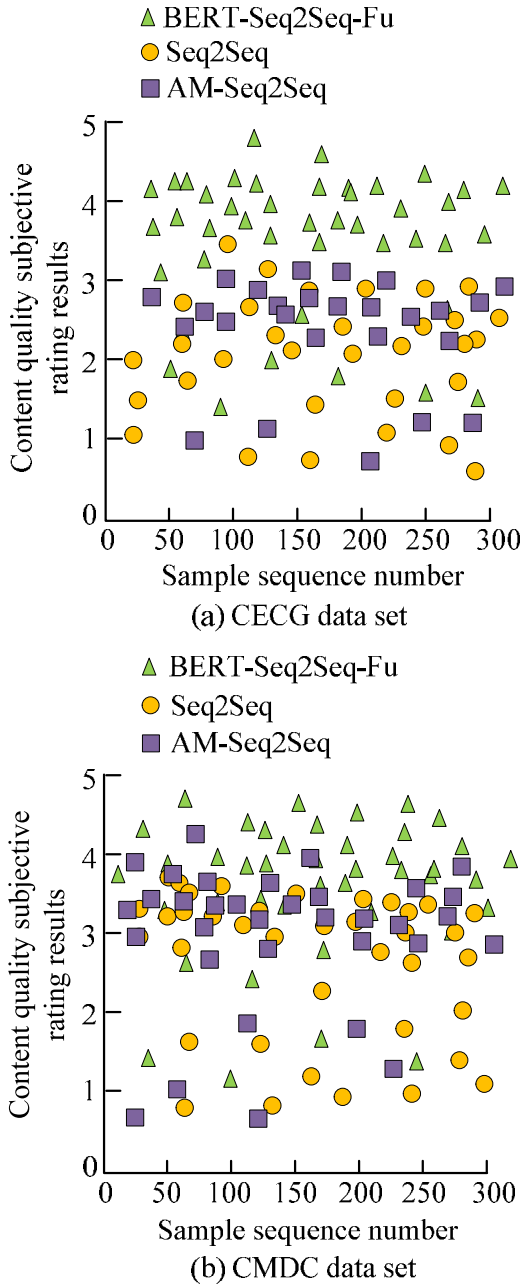 BERT-Seq2Seq-Fu
Seq2Seq
AM-Seq2Seq
Content quality subjective
rating results
5
4
3
2
1
0
50 100 150 200 250 300
Sample sequence number
(a) CECG data set
BERT-Seq2Seq-Fu
Seq2Seq
AM-Seq2Seq
Content quality subjective
rating results
5
4
3
2
1
0
50 100 150 200 250 300
Sample sequence number
(b) CMDC data set